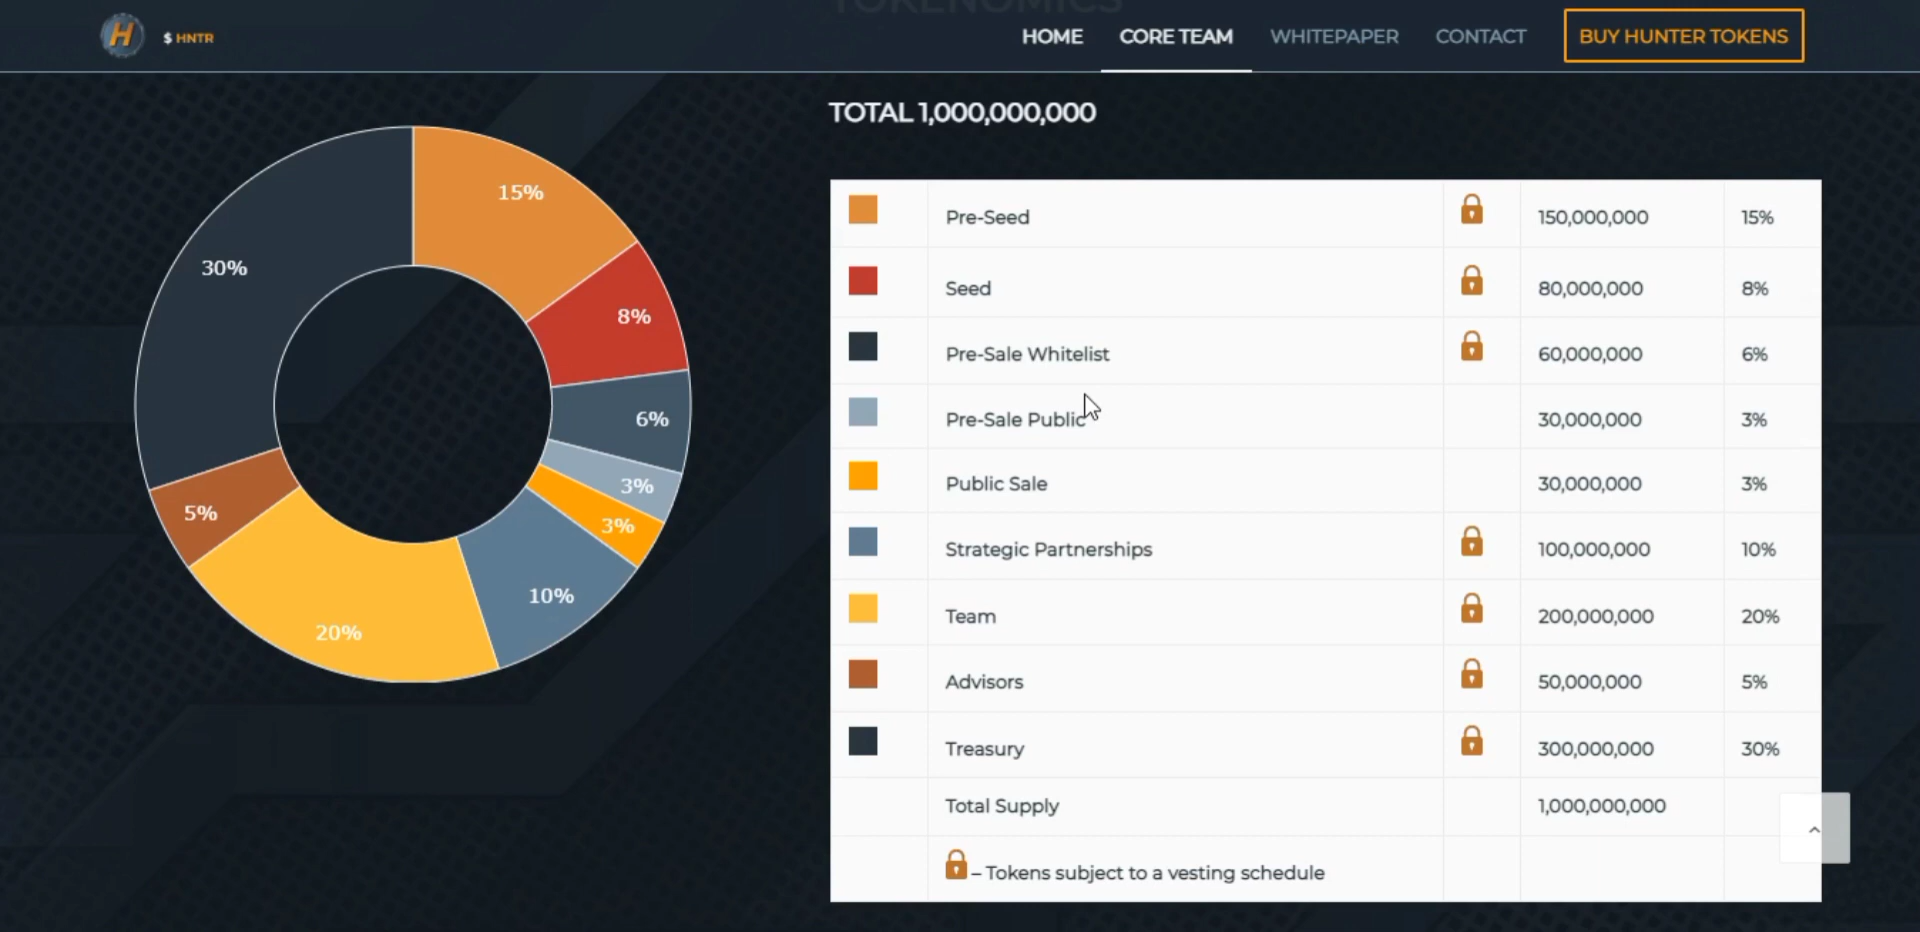 TOKENOMICS
H $ HNTR HOME CORE TEAM WHITEPAPER CONTACT BUY HUNTER TOKENS
TOTAL 1,000,000,000
15%
8%
6%
3%
3%
10%
20%
5%
30%
Pre-Seed 150,000,000 15%
Seed 80,000,000 8%
Pre-Sale Whitelist 60,000,000 6%
Pre-Sale Public 30,000,000 3%
Public Sale 30,000,000 3%
Strategic Partnerships 100,000,000 10%
Team 200,000,000 20%
Advisors 50,000,000 5%
Treasury 300,000,000 30%
Total Supply 1,000,000,000
– Tokens subject to a vesting schedule